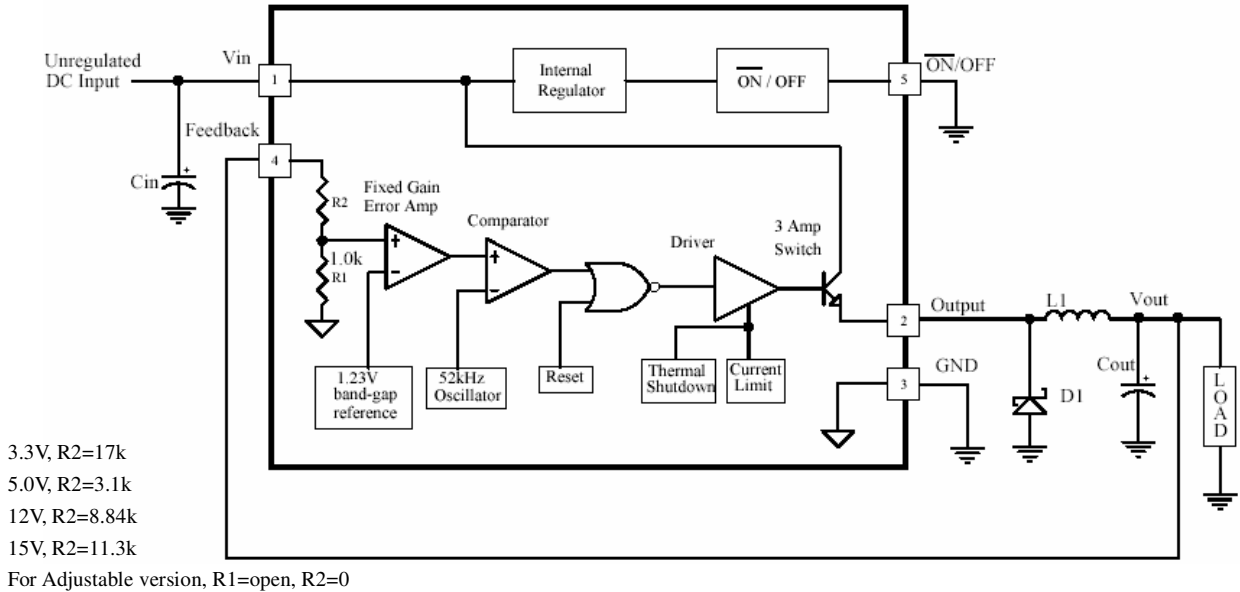 Unregulated
DC Input
Vin
1
Internal
Regulator
ON / OFF
5
ON/OFF
Feedback
4
Cin
+
R2
1.0k
R1
Fixed Gain
Error Amp
+
−
Comparator
+
−
Driver
3 Amp
Switch
2
Output
L1
Vout
GND
3
D1
Cout
+
LOAD
1.23V
band-gap
reference
52kHz
Oscillator
Reset
Thermal
Shutdown
Current
Limit
3.3V, R2=17k
5.0V, R2=3.1k
12V, R2=8.84k
15V, R2=11.3k
For Adjustable version, R1=open, R2=0